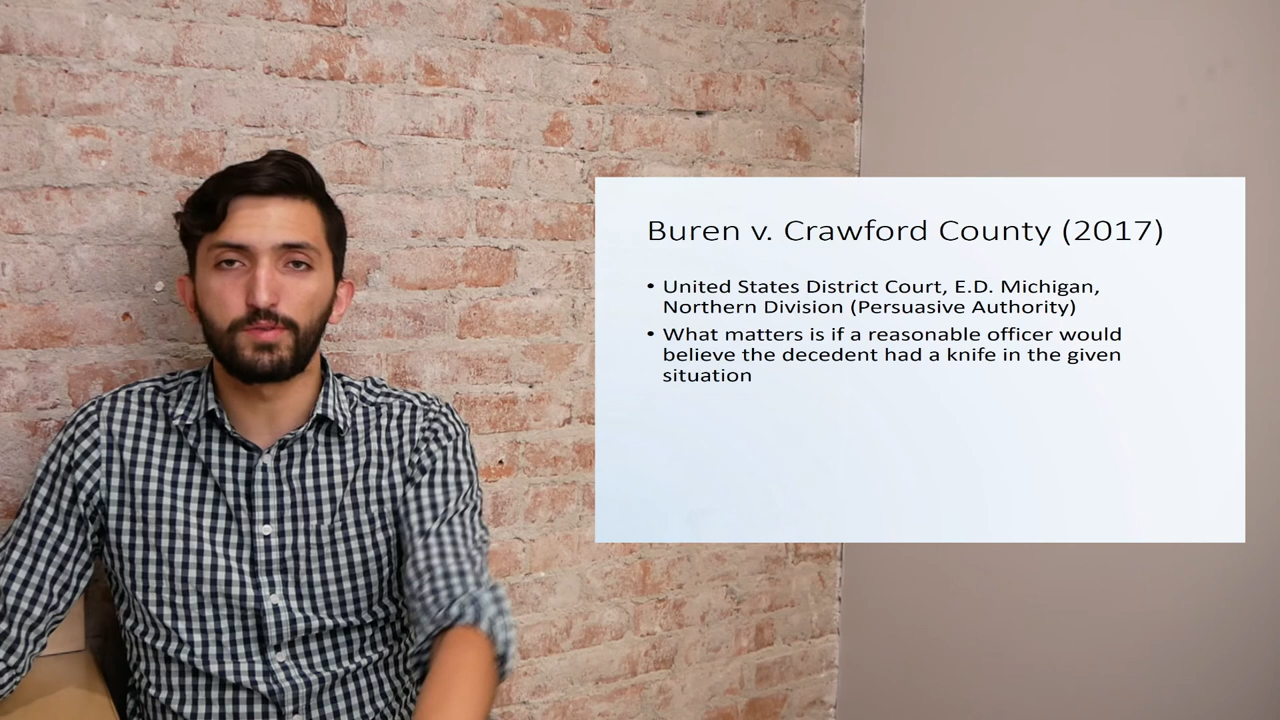 Buren v. Crawford County (2017)
• United States District Court, E.D. Michigan,
Northern Division (Persuasive Authority)
• What matters is if a reasonable officer would
believe the decedent had a knife in the given
situation